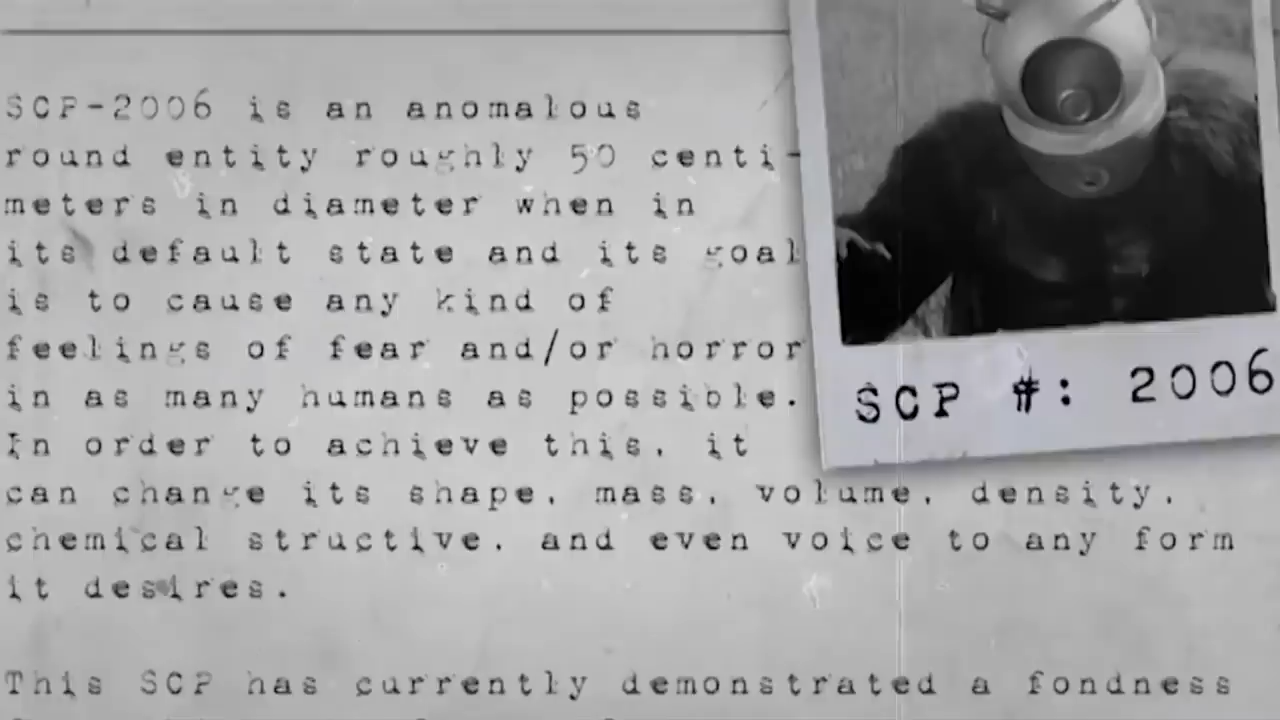 SCP-2006 is an anomalous
round entity roughly 50 centi-
meters in diameter when in
its default state and its goal
is to cause any kind of
feelings of fear and/or horror
in as many humans as possible.
In order to achieve this, it
can change its shape, mass, volume, density,
chemical structive, and even voice to any form
it desires.
This SCP has currently demonstrated a fondness
SCP #: 2006